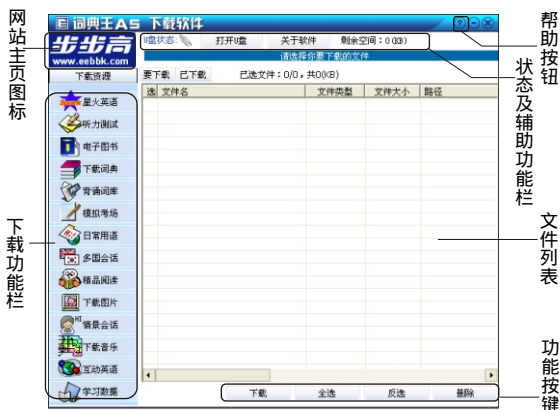 网站主页图标
词典王A5 下载软件
帮助按钮
步步高
www.eebbk.com
U盘状态:
打开U盘
关于软件
剩余空间:0(KB)
请选择你要下载的文件
状态及辅助功能栏
下载资源
要下载 已下载
已选文件:0/0,共0(KB)
选 文件名 文件类型 文件大小 路径
下载功能栏
星火英语
听力测试
电子图书
下载词典
背诵词库
模拟考场
日常用语
多国会话
精品阅读
下载图片
情景会话
下载音乐
互动英语
学习数据
文件列表
下载 全选 反选 删除
功能按键